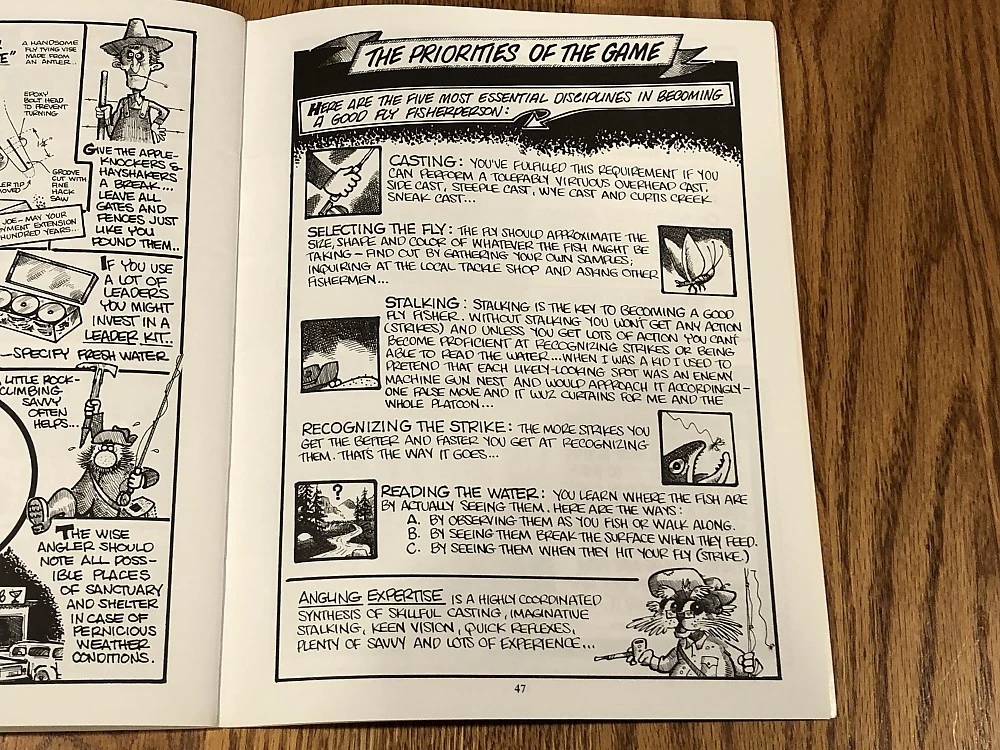 A HANDSOME
FLY TYING VISE
MADE FROM
AN ANTLER...
EPOXY
BOLT HEAD
TO PREVENT
TURNING
GROOVE
CUT WITH
FINE
HACK
SAW
JOE - MAY YOUR
EXTENSION
HUNDRED YEARS...
GIVE THE APPLE-
KNOCKERS &
HAYSHAKERS
A BREAK...
LEAVE ALL
GATES AND
FENCES JUST
LIKE YOU
FOUND THEM..
IF YOU USE
A LOT OF
LEADERS
YOU MIGHT
INVEST IN A
LEADER KIT..
—SPECIFY FRESH WATER
LITTLE ROCK-
CLIMBING
SAVVY
OFTEN
HELPS...
THE WISE
ANGLER SHOULD
NOTE ALL POSS-
IBLE PLACES
OF SANCTUARY
AND SHELTER
IN CASE OF
PERNICIOUS
WEATHER
CONDITIONS.
THE PRIORITIES OF THE GAME
HERE ARE THE FIVE MOST ESSENTIAL DISCIPLINES IN BECOMING
A GOOD FLY FISHERPERSON:
CASTING: YOU'VE FULFILLED THIS REQUIREMENT IF YOU
CAN PERFORM A TOLERABLY VIRTUOUS OVERHEAD CAST,
SIDE CAST, STEEPLE CAST, WYE CAST AND CURTIS CREEK
SNEAK CAST...
SELECTING THE FLY: THE FLY SHOULD APPROXIMATE THE
SIZE, SHAPE AND COLOR OF WHATEVER THE FISH MIGHT BE
TAKING - FIND OUT BY GATHERING YOUR OWN SAMPLES;
INQUIRING AT THE LOCAL TACKLE SHOP AND ASKING OTHER
FISHERMEN...
STALKING: STALKING IS THE KEY TO BECOMING A GOOD
FLY FISHER. WITHOUT STALKING YOU WON'T GET ANY ACTION
(STRIKES) AND UNLESS YOU GET LOTS OF ACTION YOU CAN'T
BECOME PROFICIENT AT RECOGNIZING STRIKES OR BEING
ABLE TO READ THE WATER...WHEN I WAS A KID I USED TO
PRETEND THAT EACH LIKELY-LOOKING SPOT WAS AN ENEMY
MACHINE GUN NEST AND WOULD APPROACH IT ACCORDINGLY-
ONE FALSE MOVE AND IT WUZ CURTAINS FOR ME AND THE
WHOLE PLATOON...
RECOGNIZING THE STRIKE: THE MORE STRIKES YOU
GET THE BETTER AND FASTER YOU GET AT RECOGNIZING
THEM. THATS THE WAY IT GOES...
?
READING THE WATER: YOU LEARN WHERE THE FISH ARE
BY ACTUALLY SEEING THEM. HERE ARE THE WAYS:
A. BY OBSERVING THEM AS YOU FISH OR WALK ALONG.
B. BY SEEING THEM BREAK THE SURFACE WHEN THEY FEED.
C. BY SEEING THEM WHEN THEY HIT YOUR FLY (STRIKE.)
ANGLING EXPERTISE IS A HIGHLY COORDINATED
SYNTHESIS OF SKILLFUL CASTING, IMAGINATIVE
STALKING, KEEN VISION, QUICK REFLEXES,
PLENTY OF SAVVY AND LOTS OF EXPERIENCE...
47